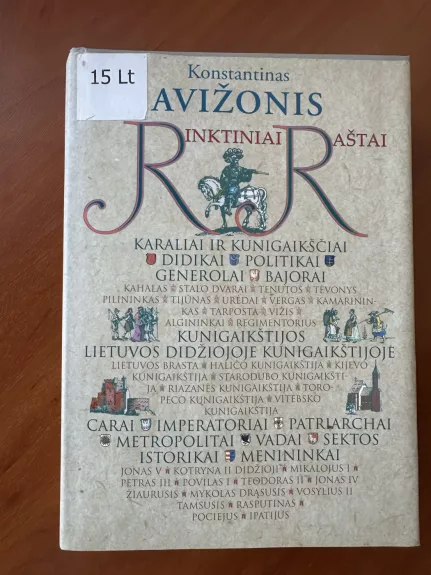 15 Lt
Konstantinas
AVIŽONIS
RINKTINIAI RAŠTAI
KARALIAI IR KUNIGAIKŠČIAI
DIDIKAI POLITIKAI
GENEROLAI BAJORAI
KAHALAS STALO DVARAI TENUTOS TĖVONYS
PILININKAS TIJŪNAS URĖDAI VERGAS KAMARININ-
KAS TARPOSTA VIŽIS
ALGININKAI REGIMENTORIUS
KUNIGAIKŠTIJOS
LIETUVOS DIDŽIOJOJE KUNIGAIKŠTIJOJE
LIETUVOS BRASTA HALIČO KUNIGAIKŠTIJA KIJEVO
KUNIGAIKŠTIJA STARODUBO KUNIGAIKŠTI-
JA RIAZANĖS KUNIGAIKŠTIJA TORO-
PECO KUNIGAIKŠTIJA VITEBSKO
KUNIGAIKŠTIJA
CARAI IMPERATORIAI PATRIARCHAI
METROPOLITAI VADAI SEKTOS
ISTORIKAI MENININKAI
JONAS V KOTRYNA II DIDŽIOJI MIKALOJUS I
PETRAS III POVILAS I TEODORAS II JONAS IV
ŽIAURUSIS MYKOLAS DRĄSUSIS VOSYLIUS II
TAMSUSIS RASPUTINAS
POCIEJUS IPATIJUS